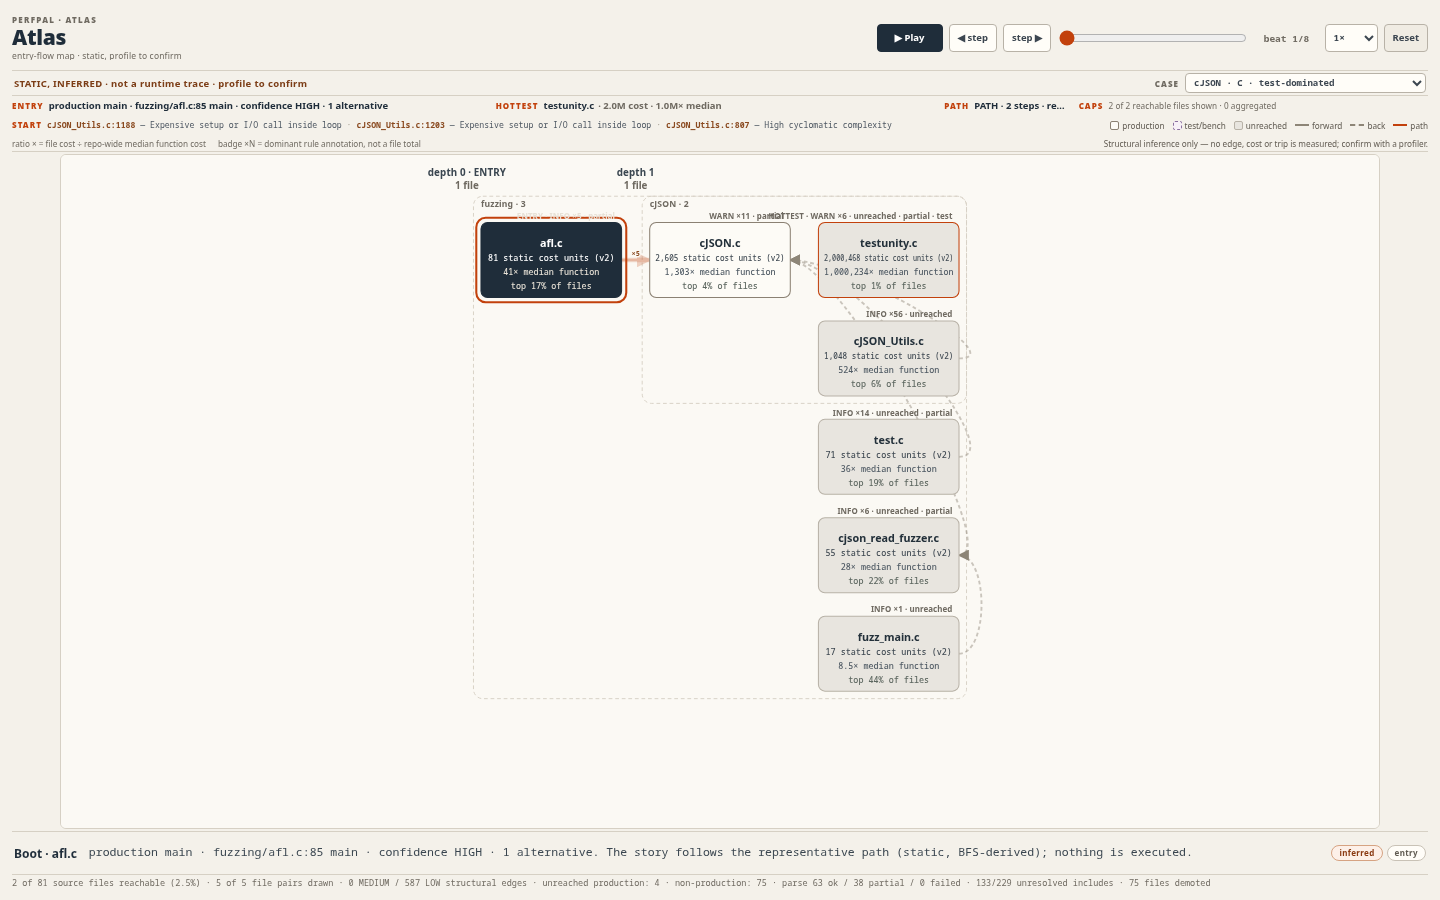 PERFPAL · ATLAS
Atlas
entry-flow map · static, profile to confirm
▶ Play
◀ step
step ▶
beat 1/8
1×
Reset
STATIC, INFERRED · not a runtime trace · profile to confirm
CASE cJSON · C · test-dominated
ENTRY production main · fuzzing/afl.c:85 main · confidence HIGH · 1 alternative
HOTTEST testunity.c · 2.0M cost · 1.0M× median
PATH PATH · 2 steps · re…
CAPS 2 of 2 reachable files shown · 0 aggregated
START cJSON_Utils.c:1188 — Expensive setup or I/O call inside loop · cJSON_Utils.c:1203 — Expensive setup or I/O call inside loop · cJSON_Utils.c:807 — High cyclomatic complexity
production test/bench unreached forward back path
ratio × = file cost ÷ repo-wide median function cost badge ×N = dominant rule annotation, not a file total
Structural inference only — no edge, cost or trip is measured; confirm with a profiler.
depth 0 · ENTRY
1 file
depth 1
1 file
fuzzing · 3
cJSON · 2
afl.c
81 static cost units (v2)
41× median function
top 17% of files
×5
WARN ×11 · partial
cJSON.c
2,605 static cost units (v2)
1,303× median function
top 4% of files
HOTTEST · WARN ×6 · unreached · partial · test
testunity.c
2,000,468 static cost units (v2)
1,000,234× median function
top 1% of files
INFO ×56 · unreached
cJSON_Utils.c
1,048 static cost units (v2)
524× median function
top 6% of files
INFO ×14 · unreached · partial
test.c
71 static cost units (v2)
36× median function
top 19% of files
INFO ×6 · unreached · partial
cjson_read_fuzzer.c
55 static cost units (v2)
28× median function
top 22% of files
INFO ×1 · unreached
fuzz_main.c
17 static cost units (v2)
8.5× median function
top 44% of files
Boot · afl.c production main · fuzzing/afl.c:85 main · confidence HIGH · 1 alternative. The story follows the representative path (static, BFS-derived); nothing is executed.
inferred
entry
2 of 81 source files reachable (2.5%) · 5 of 5 file pairs drawn · 0 MEDIUM / 587 LOW structural edges · unreached production: 4 · non-production: 75 · parse 63 ok / 38 partial / 0 failed · 133/229 unresolved includes · 75 files demoted